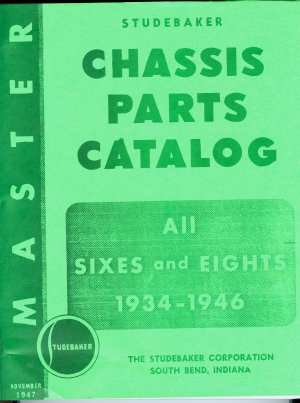 STUDEBAKER
CHASSIS
PARTS
CATALOG
MASTER
All
SIXES and EIGHTS
1934-1946
STUDEBAKER
THE STUDEBAKER CORPORATION
SOUTH BEND, INDIANA
NOVEMBER
1947